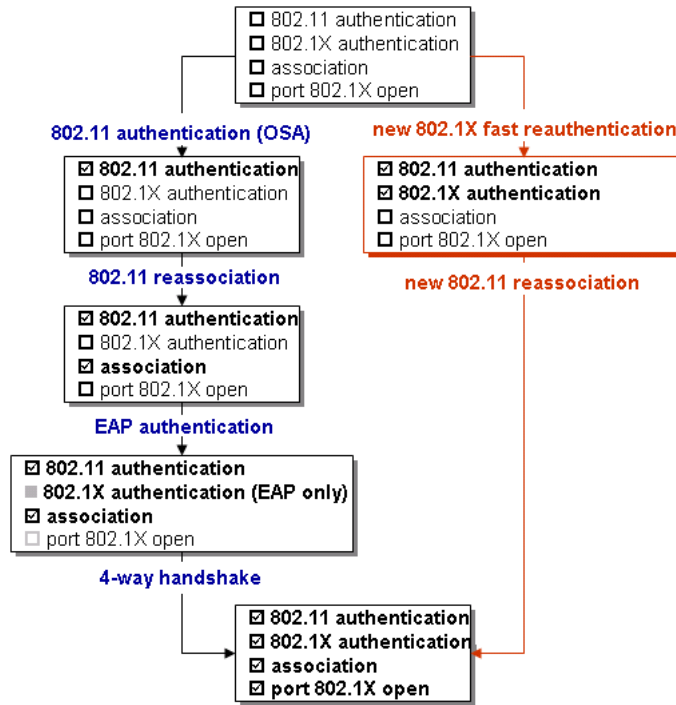 802.11 authentication
802.1X authentication
association
port 802.1X open
802.11 authentication (OSA)
new 802.1X fast reauthentication
802.11 authentication
802.1X authentication
association
port 802.1X open
802.11 authentication
802.1X authentication
association
port 802.1X open
802.11 reassociation
new 802.11 reassociation
802.11 authentication
802.1X authentication
association
port 802.1X open
EAP authentication
802.11 authentication
802.1X authentication (EAP only)
association
port 802.1X open
4-way handshake
802.11 authentication
802.1X authentication
association
port 802.1X open